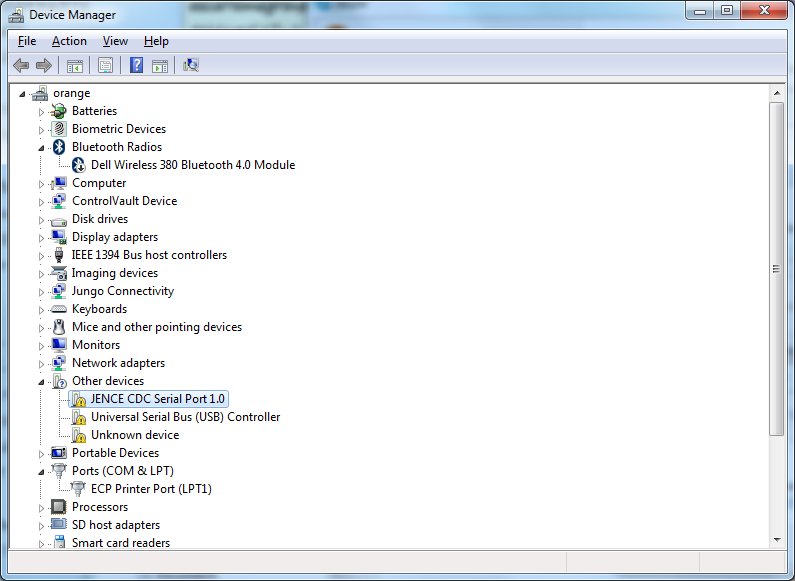 Device Manager
File Action View Help
orange
Batteries
Biometric Devices
Bluetooth Radios
Dell Wireless 380 Bluetooth 4.0 Module
Computer
ControlVault Device
Disk drives
Display adapters
IEEE 1394 Bus host controllers
Imaging devices
Jungo Connectivity
Keyboards
Mice and other pointing devices
Monitors
Network adapters
Other devices
JENCE CDC Serial Port 1.0
Universal Serial Bus (USB) Controller
Unknown device
Portable Devices
Ports (COM & LPT)
ECP Printer Port (LPT1)
Processors
SD host adapters
Smart card readers